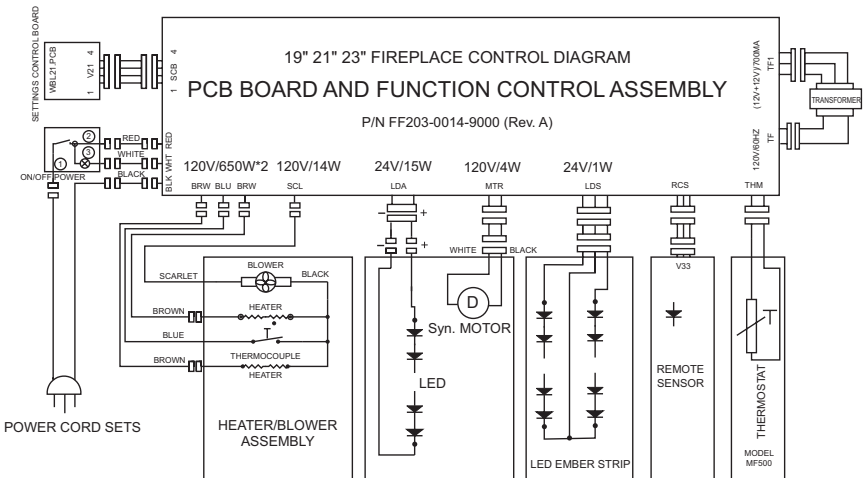 19" 21" 23" FIREPLACE CONTROL DIAGRAM
PCB BOARD AND FUNCTION CONTROL ASSEMBLY
P/N FF203-0014-9000 (Rev. A)
SETTINGS CONTROL BOARD
WBL21.PCB
1 V21 4
1 SCB 4
(12V+12V)/700MA
TF1
TRANSFORMER
120V/60HZ
TF
2
3
1
RED
WHITE
BLACK
RED
WHT
BLK
ON/OFF POWER
120V/650W*2 120V/14W 24V/15W 120V/4W 24V/1W
BRW BLU BRW SCL LDA MTR LDS RCS THM
– +
– +
WHITE BLACK
V33
BLOWER
SCARLET BLACK
BROWN HEATER
T
BLUE
THERMOCOUPLE
BROWN
HEATER
D
Syn. MOTOR
LED
T
REMOTE
SENSOR
THERMOSTAT
MODEL
MF500
POWER CORD SETS
HEATER/BLOWER
ASSEMBLY
LED EMBER STRIP